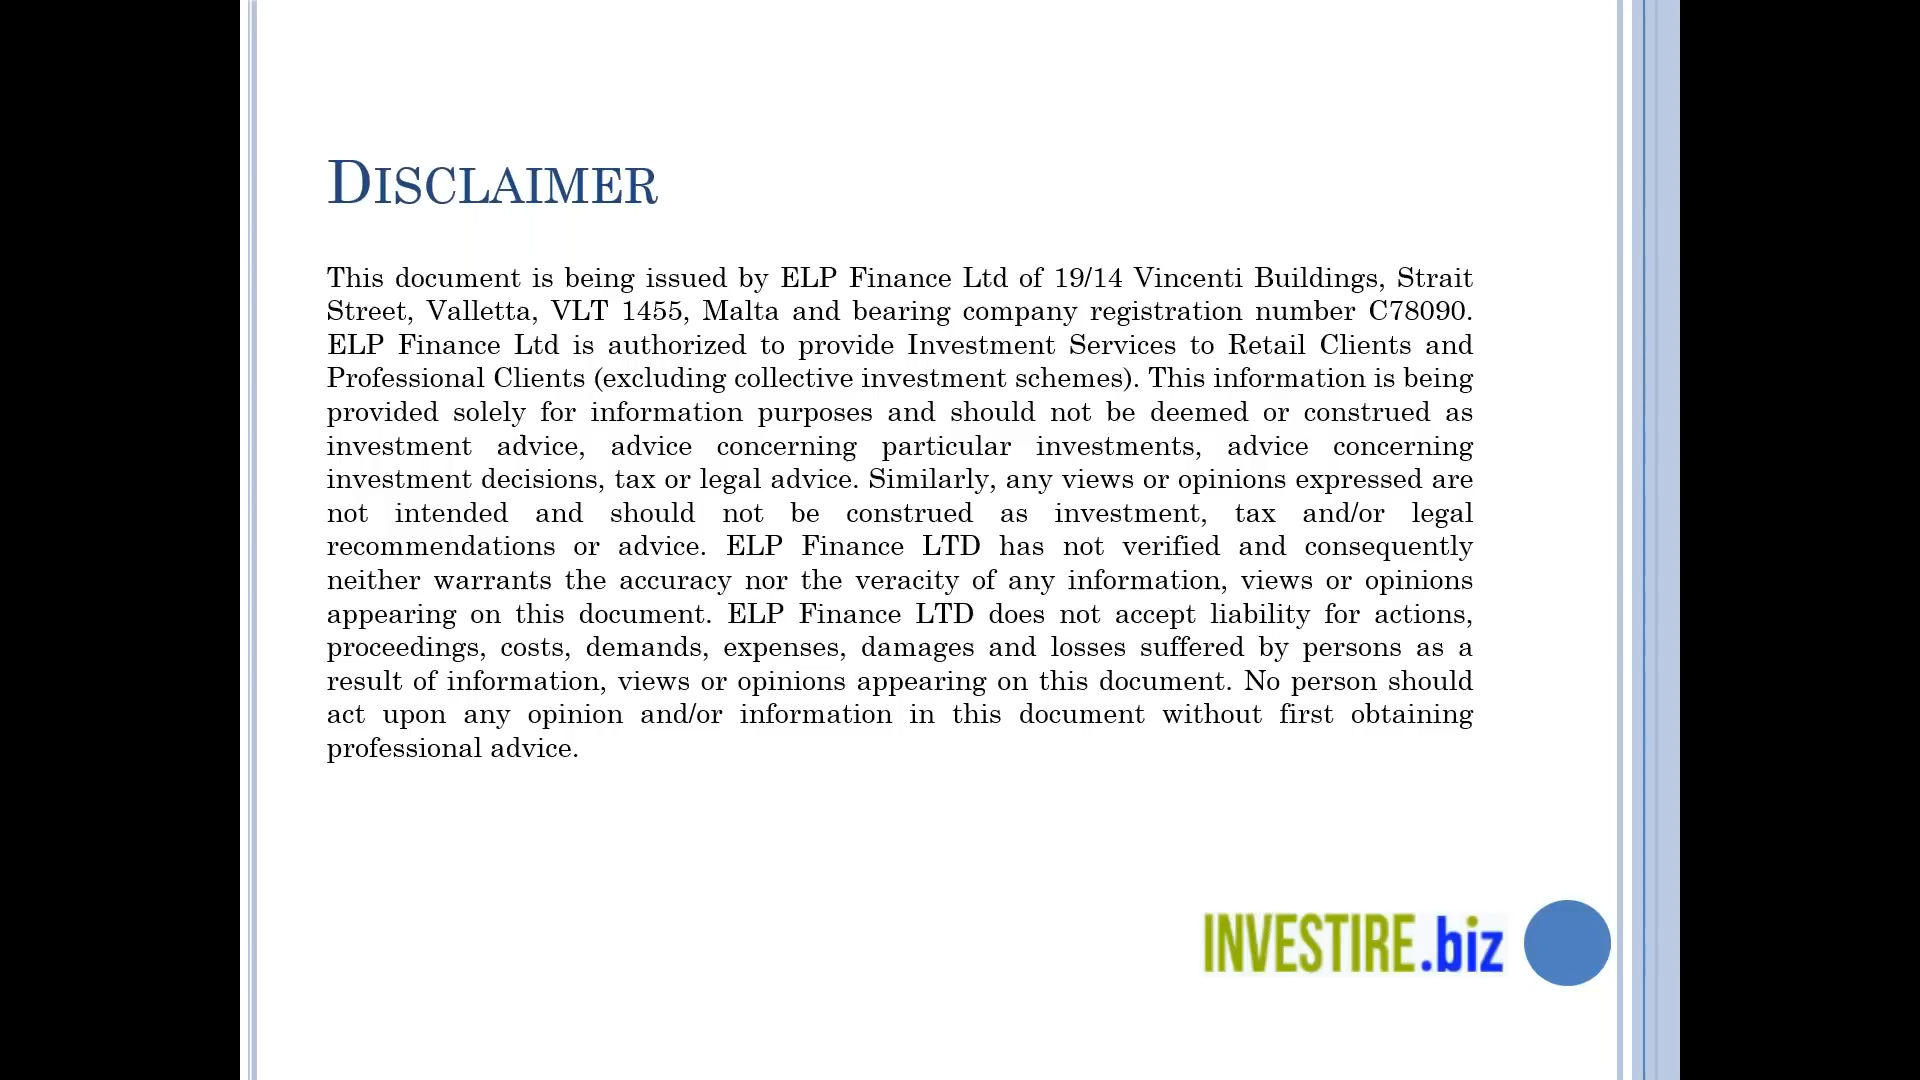 DISCLAIMER
This document is being issued by ELP Finance Ltd of 19/14 Vincenti Buildings, Strait
Street, Valletta, VLT 1455, Malta and bearing company registration number C78090.
ELP Finance Ltd is authorized to provide Investment Services to Retail Clients and
Professional Clients (excluding collective investment schemes). This information is being
provided solely for information purposes and should not be deemed or construed as
investment advice, advice concerning particular investments, advice concerning
investment decisions, tax or legal advice. Similarly, any views or opinions expressed are
not intended and should not be construed as investment, tax and/or legal
recommendations or advice. ELP Finance LTD has not verified and consequently
neither warrants the accuracy nor the veracity of any information, views or opinions
appearing on this document. ELP Finance LTD does not accept liability for actions,
proceedings, costs, demands, expenses, damages and losses suffered by persons as a
result of information, views or opinions appearing on this document. No person should
act upon any opinion and/or information in this document without first obtaining
professional advice.
INVESTIRE.biz